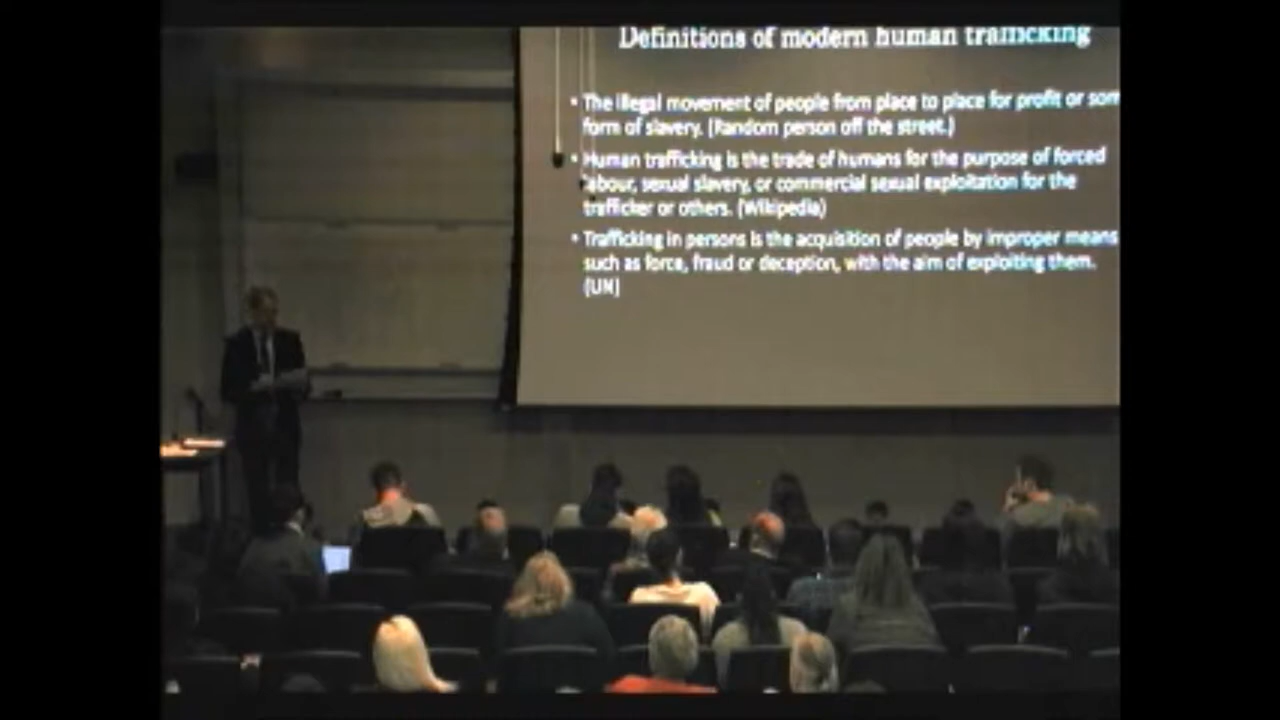 Definitions of modern human trafficking
• The illegal movement of people from place to place for profit or som
form of slavery. (Random person off the street.)
• Human trafficking is the trade of humans for the purpose of forced
labour, sexual slavery, or commercial sexual exploitation for the
trafficker or others. (Wikipedia)
• Trafficking in persons is the acquisition of people by improper means
such as force, fraud or deception, with the aim of exploiting them.
(UN)